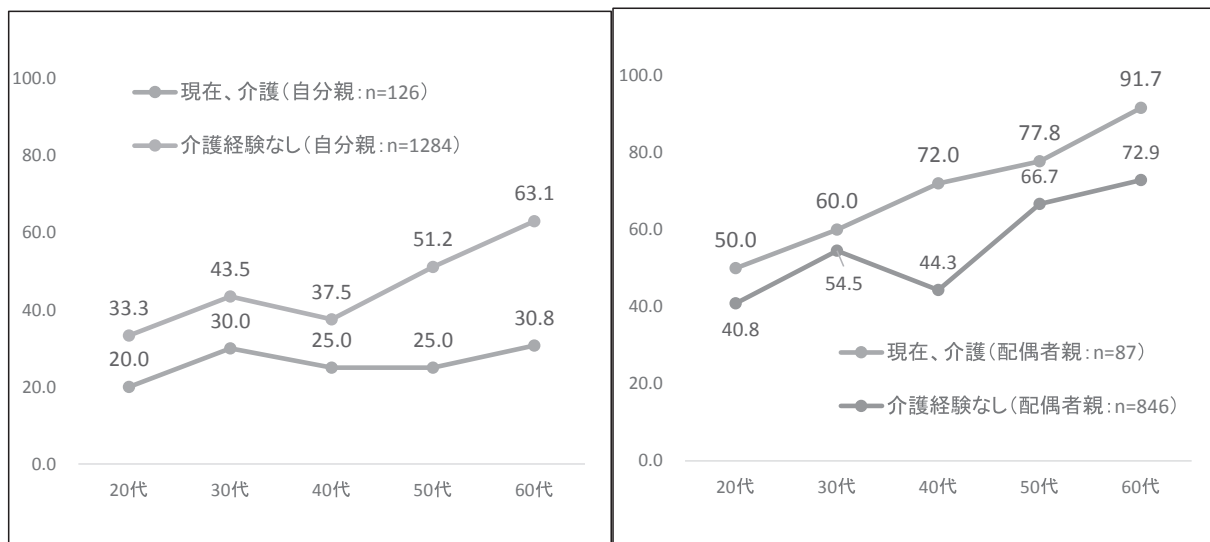 100.0
80.0
60.0
40.0
20.0
0.0
現在、介護(自分親:n=126)
介護経験なし(自分親:n=1284)
33.3
43.5
37.5
51.2
63.1
20.0
30.0
25.0
25.0
30.8
20代
30代
40代
50代
60代
100.0
80.0
60.0
40.0
20.0
0.0
50.0
60.0
72.0
77.8
91.7
40.8
54.5
44.3
66.7
72.9
現在、介護(配偶者親:n=87)
介護経験なし(配偶者親:n=846)
20代
30代
40代
50代
60代